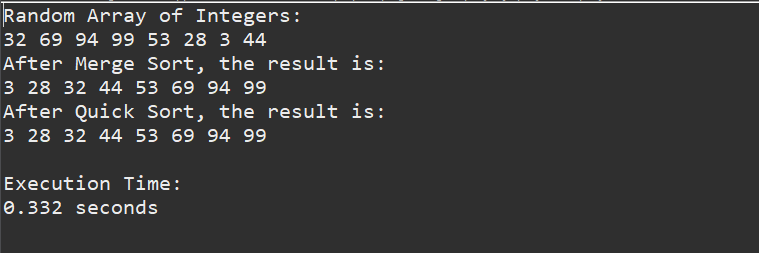 Random Array of Integers:
32 69 94 99 53 28 3 44
After Merge Sort, the result is:
3 28 32 44 53 69 94 99
After Quick Sort, the result is:
3 28 32 44 53 69 94 99
Execution Time:
0.332 seconds